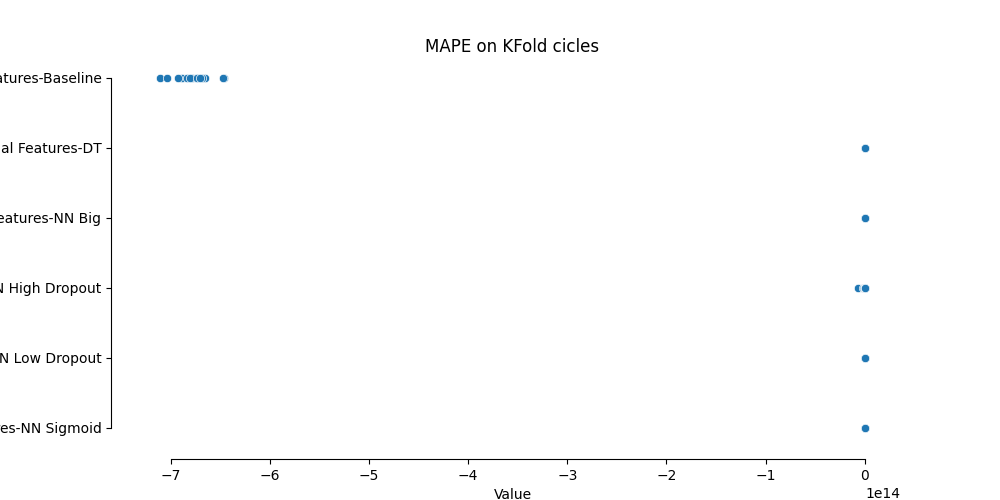 MAPE on KFold cicles
atures-Baseline
al Features-DT
eatures-NN Big
N High Dropout
N Low Dropout
es-NN Sigmoid
−7 −6 −5 −4 −3 −2 −1 0
1e14
Value